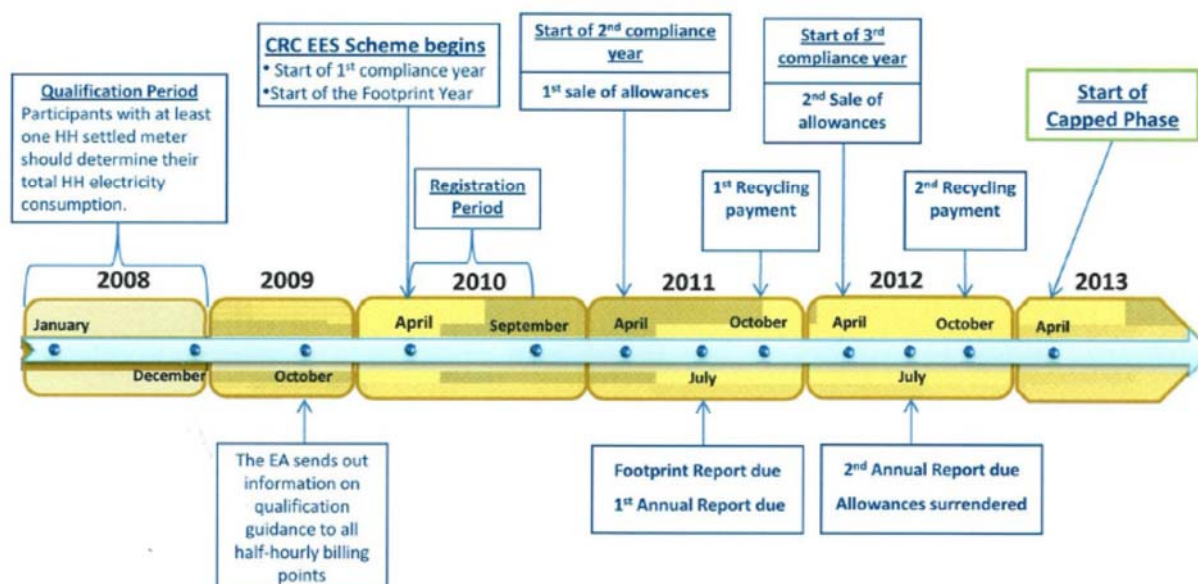 Qualification Period
Participants with at least
one HH settled meter
should determine their
total HH electricity
consumption.
CRC EES Scheme begins
• Start of 1st compliance year
•Start of the Footprint Year
Registration
Period
Start of 2nd compliance
year
1st sale of allowances
1st Recycling
payment
Start of 3rd
compliance year
2nd Sale of
allowances
2nd Recycling
payment
Start of
Capped Phase
2008
2009
2010
2011
2012
2013
January
April
September
April
October
April
October
April
December
October
July
July
The EA sends out
information on
qualification
guidance to all
half-hourly billing
points
Footprint Report due
1st Annual Report due
2nd Annual Report due
Allowances surrendered